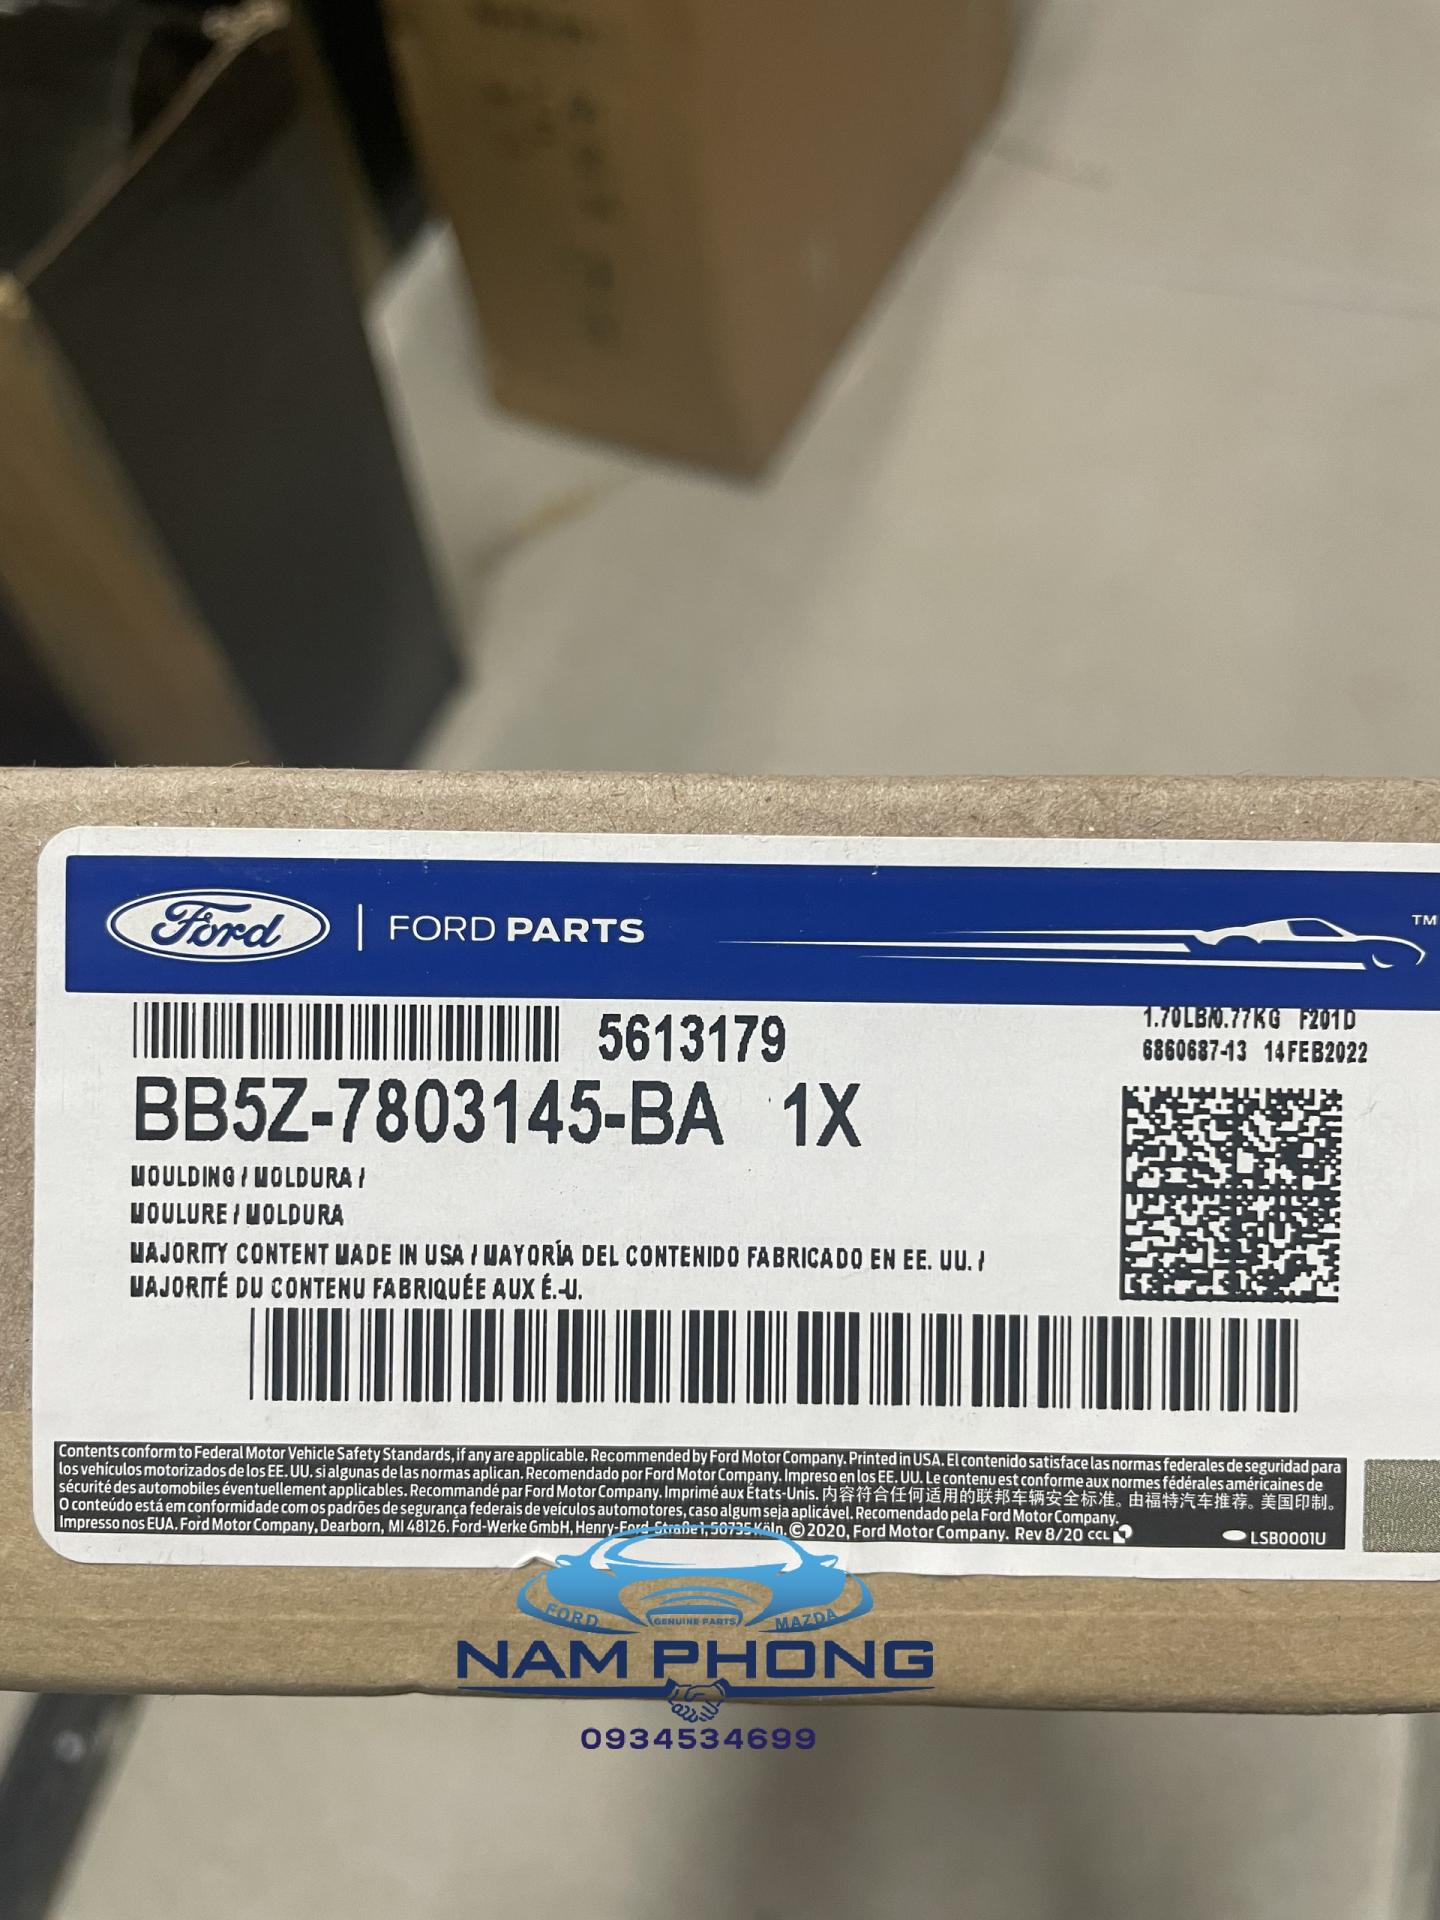 Ford | FORD PARTS
TM
5613179
1.70LB/0.77KG F201D
6860687-13 14FEB2022
BB5Z-7803145-BA 1X
MOULDING / MOLDURA /
MOULURE / MOLDURA
MAJORITY CONTENT MADE IN USA / MAYORÍA DEL CONTENIDO FABRICADO EN EE. UU. /
MAJORITÉ DU CONTENU FABRIQUÉE AUX É.-U.
Contents conform to Federal Motor Vehicle Safety Standards, if any are applicable. Recommended by Ford Motor Company. Printed in USA. El contenido satisface las normas federales de seguridad para
los vehículos motorizados de los EE. UU. si algunas de las normas aplican. Recomendado por Ford Motor Company. Impreso en los EE. UU. Le contenu est conforme aux normes fédérales américaines de
sécurité des automobiles éventuellement applicables. Recommandé par Ford Motor Company. Imprimé aux États-Unis. 内容符合任何适用的联邦车辆安全标准。由福特汽车推荐。美国印制。
O conteúdo está em conformidade com os padrões de segurança federais de veículos automotores, caso algum seja aplicável. Recomendado pela Ford Motor Company.
Impresso nos EUA. Ford Motor Company, Dearborn, MI 48126. Ford-Werke GmbH, Henry-Ford-Straße 1, 50735 Köln. © 2020, Ford Motor Company. Rev 8/20 CCL
LSB0001U
FORD GENUINE PARTS MAZDA
NAM PHONG
0934534699